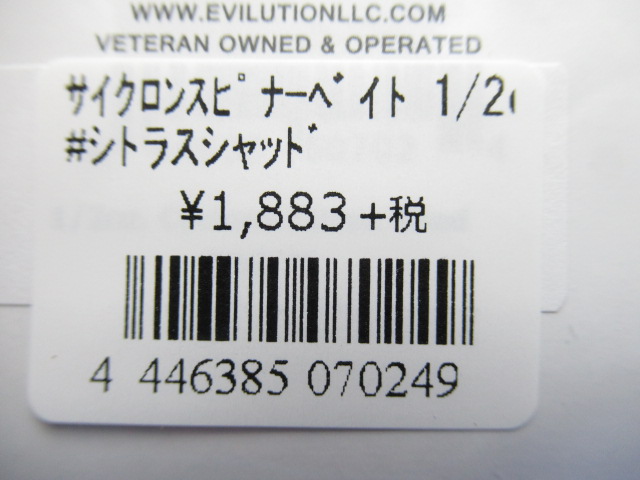 WWW.EVILUTIONLLC.COM
VETERAN OWNED & OPERATED
ｻｲｸﾛﾝｽﾋﾟﾅｰﾍﾞｲﾄ 1/2o
#ｼﾄﾗｽｼｬｯﾄﾞ
¥1,883+税
4 446385 070249